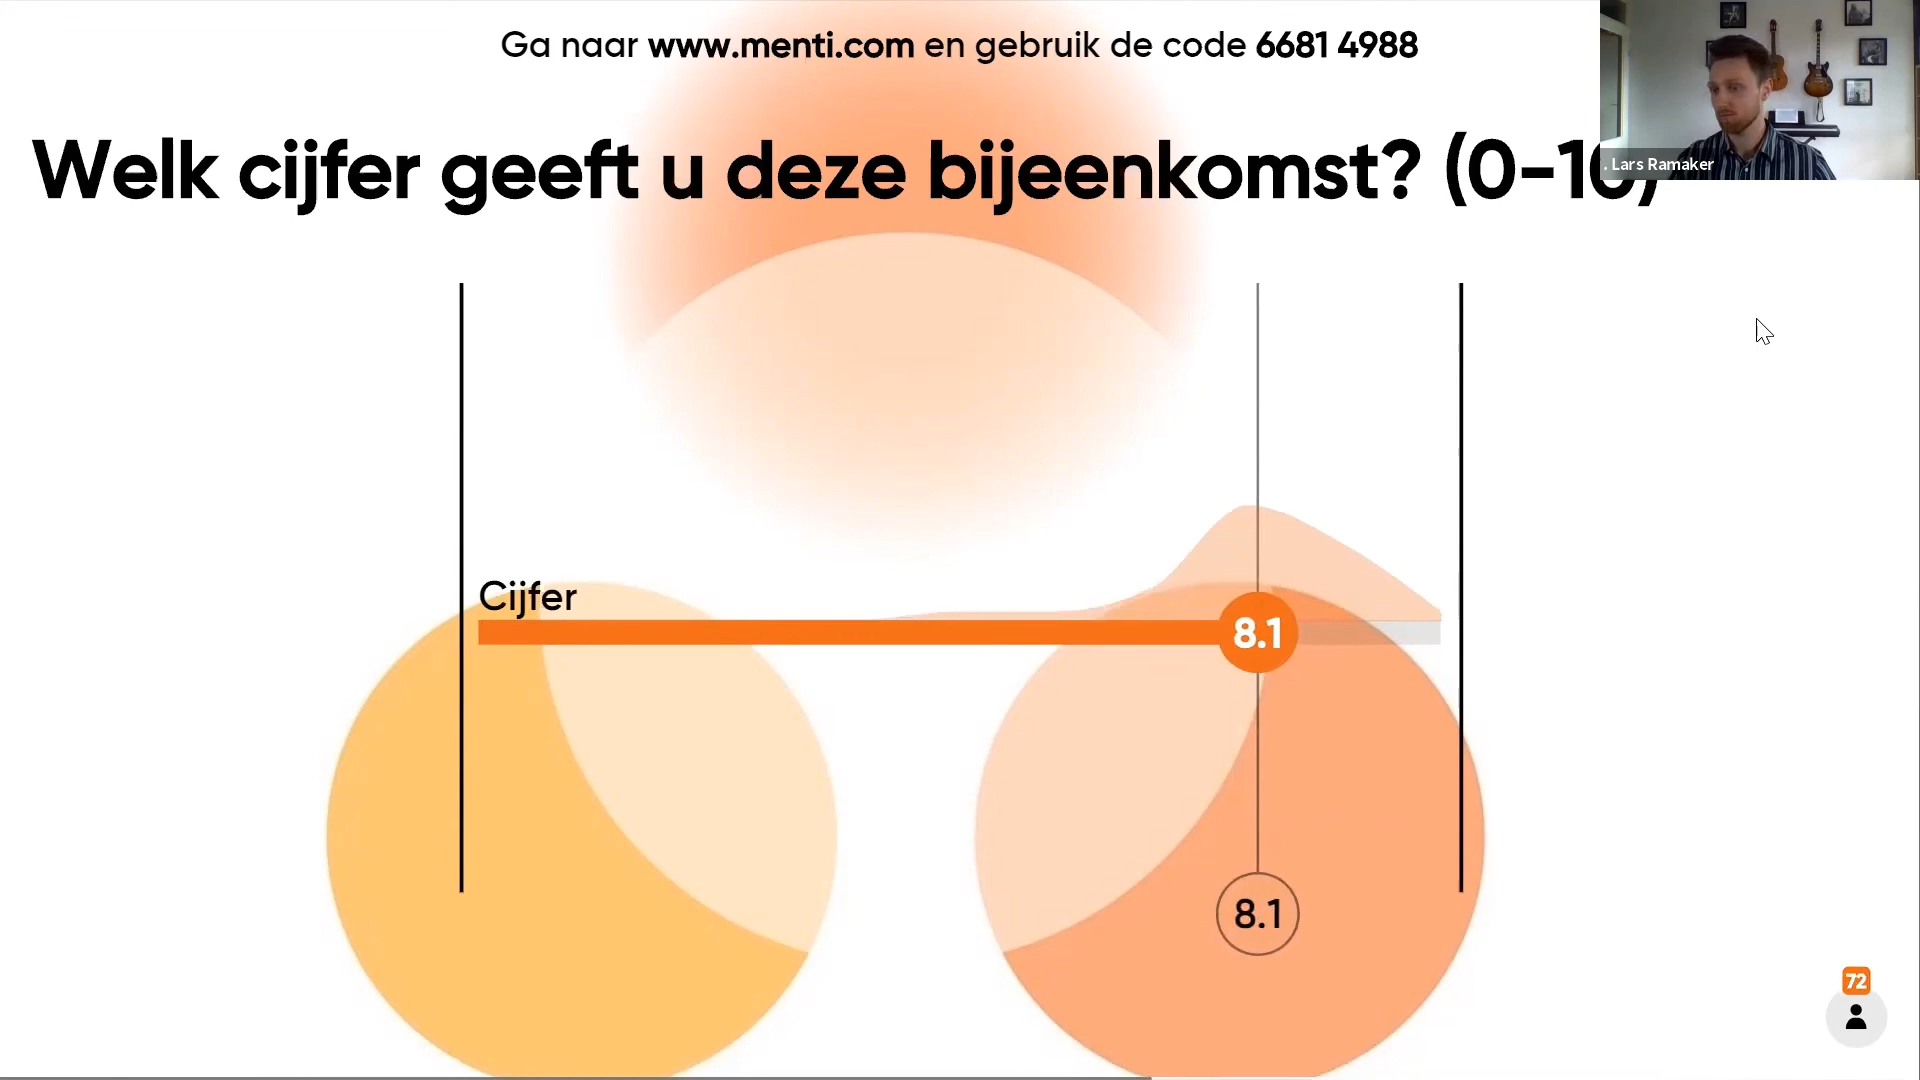 Ga naar www.menti.com en gebruik de code 6681 4988
Welk cijfer geeft u deze bijeenkomst? (0-10)
. Lars Ramaker
Cijfer
8.1
8.1
72